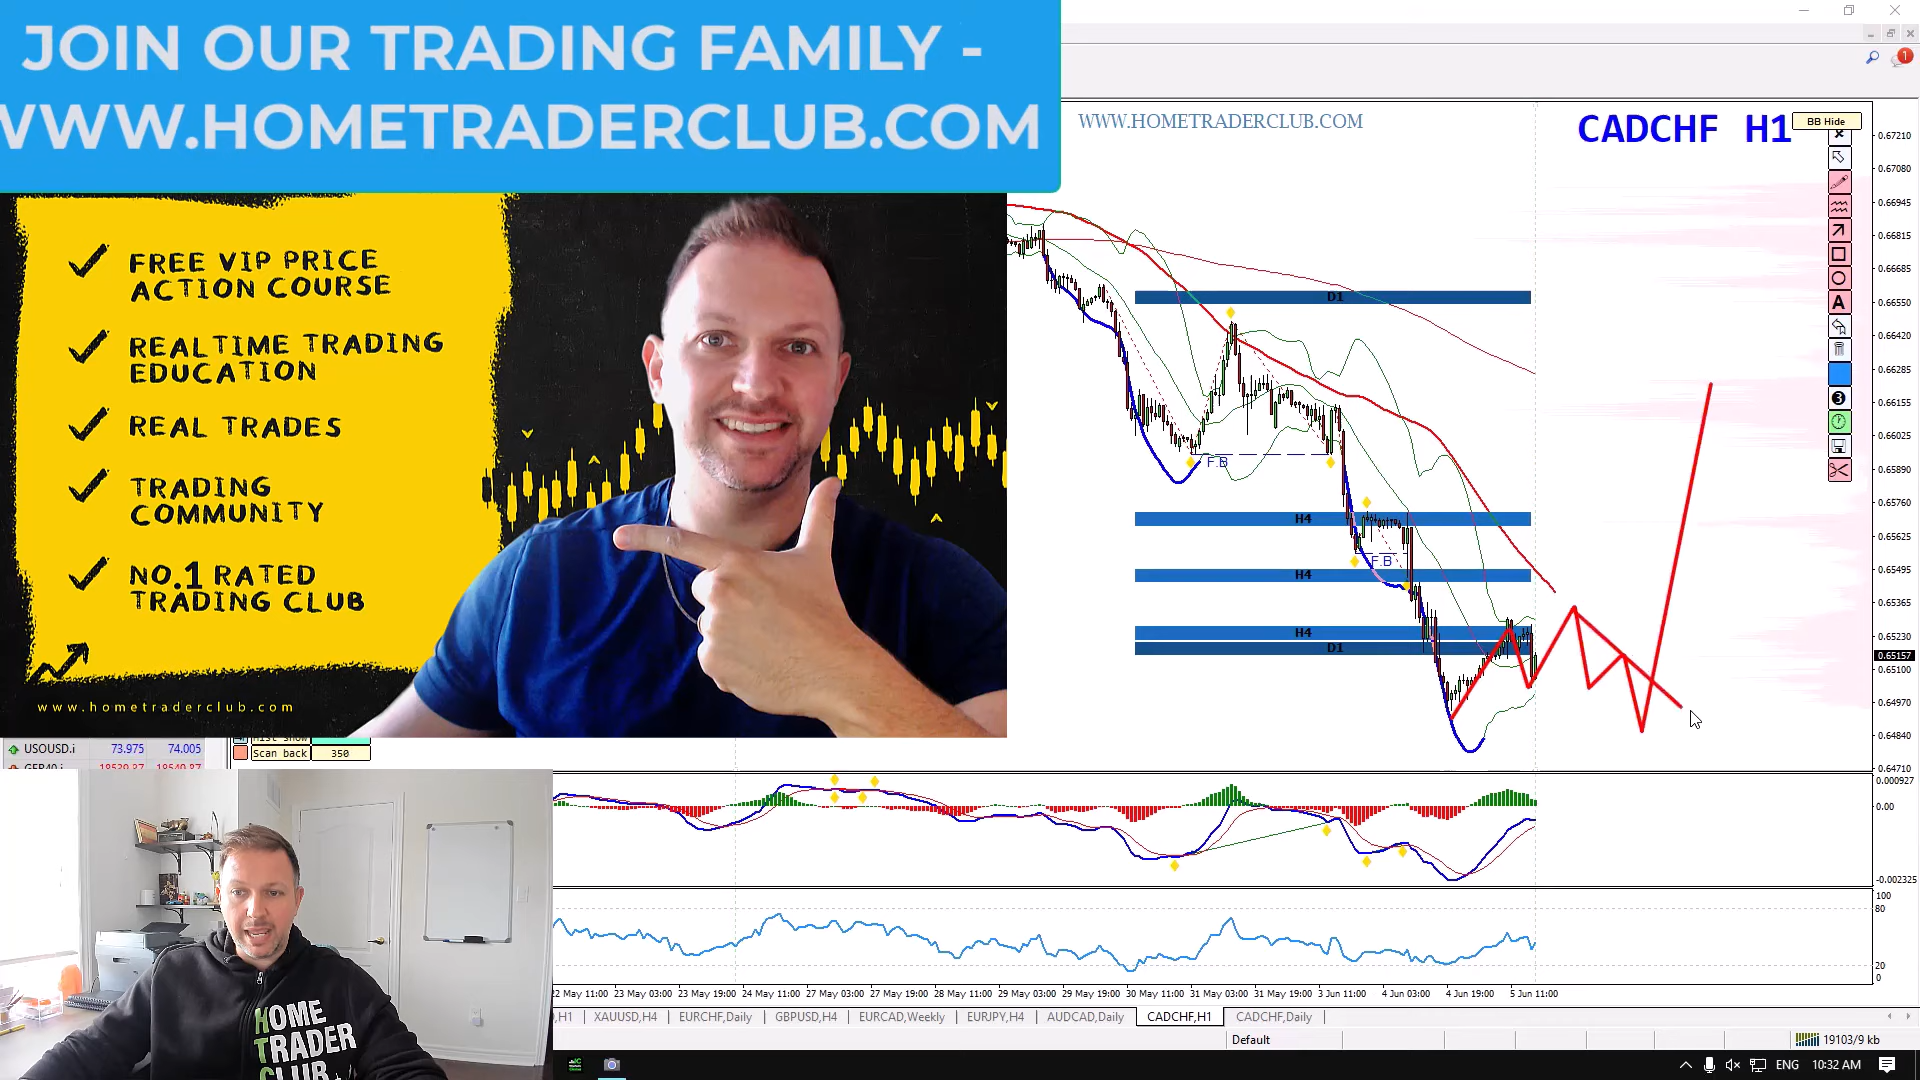 JOIN OUR TRADING FAMILY -
WWW.HOMETRADERCLUB.COM
FREE VIP PRICE
ACTION COURSE
REALTIME TRADING
EDUCATION
REAL TRADES
TRADING
COMMUNITY
NO.1 RATED
TRADING CLUB
www.hometraderclub.com
1
WWW.HOMETRADERCLUB.COM
CADCHF H1
BB Hide
A
3
D1
F.B
H4
F.B
H4
H4
D1
0.67210
0.67080
0.66945
0.66815
0.66685
0.66550
0.66420
0.66285
0.66155
0.66025
0.65890
0.65760
0.65625
0.65495
0.65365
0.65230
0.65157
0.65100
0.64970
0.64840
0.64710
USOUSD.i 73.975 74.005
Scan back 350
0.000927
0.00
-0.002325
100
80
20
0
22 May 11:00 23 May 03:00 23 May 19:00 24 May 11:00 27 May 03:00 27 May 19:00 28 May 11:00 29 May 03:00 29 May 19:00 30 May 11:00 31 May 03:00 31 May 19:00 3 Jun 11:00 4 Jun 03:00 4 Jun 19:00 5 Jun 11:00
,H1 XAUUSD,H4 EURCHF,Daily GBPUSD,H4 EURCAD,Weekly EURJPY,H4 AUDCAD,Daily CADCHF,H1 CADCHF,Daily
HOME
TRADER
CLUB
Default
19103/9 kb
ENG 10:32 AM